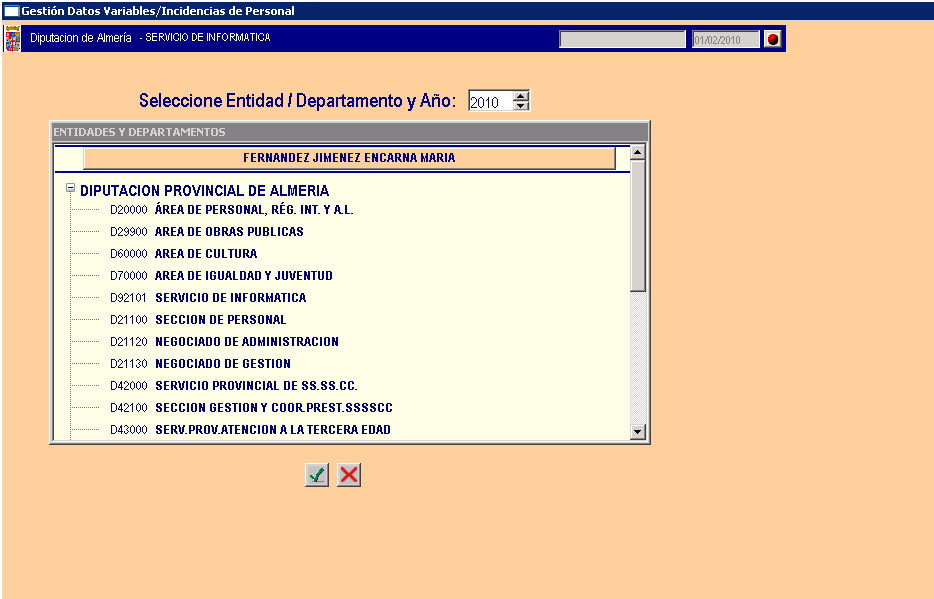 Gestión Datos Variables/Incidencias de Personal
Diputacion de Almería - SERVICIO DE INFORMATICA
01/02/2010
Seleccione Entidad / Departamento y Año: 2010
ENTIDADES Y DEPARTAMENTOS
FERNANDEZ JIMENEZ ENCARNA MARIA
DIPUTACION PROVINCIAL DE ALMERIA
D20000 ÁREA DE PERSONAL, RÉG. INT. Y A.L.
D29900 AREA DE OBRAS PUBLICAS
D60000 AREA DE CULTURA
D70000 AREA DE IGUALDAD Y JUVENTUD
D92101 SERVICIO DE INFORMATICA
D21100 SECCION DE PERSONAL
D21120 NEGOCIADO DE ADMINISTRACION
D21130 NEGOCIADO DE GESTION
D42000 SERVICIO PROVINCIAL DE SS.SS.CC.
D42100 SECCION GESTION Y COOR.PREST.SSSSCC
D43000 SERV.PROV.ATENCION A LA TERCERA EDAD